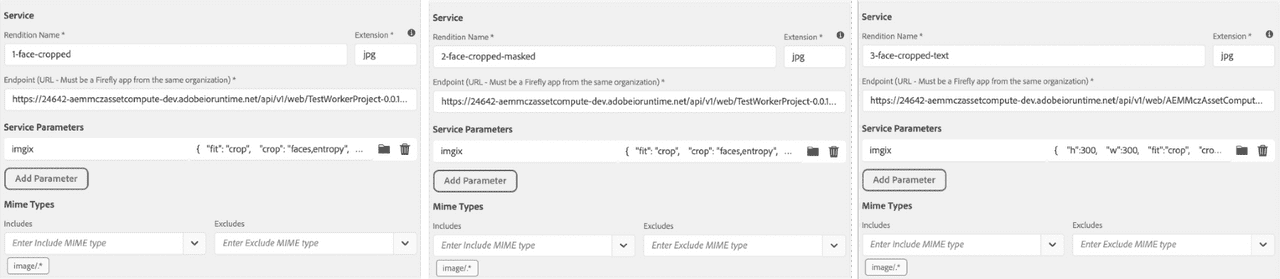 Service
Rendition Name *
Extension *
1-face-cropped
jpg
Endpoint (URL - Must be a Firefly app from the same organization) *
https://24642-aemmczassetcompute-dev.adobeioruntime.net/api/v1/web/TestWorkerProject-0.0.1...
Service Parameters
imgix
{ "fit": "crop", "crop": "faces,entropy", ...
Add Parameter
Mime Types
Includes
Excludes
Enter Include MIME type
Enter Exclude MIME type
image/.*
Service
Rendition Name *
Extension *
2-face-cropped-masked
jpg
Endpoint (URL - Must be a Firefly app from the same organization) *
https://24642-aemmczassetcompute-dev.adobeioruntime.net/api/v1/web/TestWorkerProject-0.0.1...
Service Parameters
imgix
{ "fit": "crop", "crop": "faces,entropy", ...
Add Parameter
Mime Types
Includes
Excludes
Enter Include MIME type
Enter Exclude MIME type
image/.*
Service
Rendition Name *
Extension *
3-face-cropped-text
jpg
Endpoint (URL - Must be a Firefly app from the same organization) *
https://24642-aemmczassetcompute-dev.adobeioruntime.net/api/v1/web/AEMMczAssetComput...
Service Parameters
imgix
{ "h":300, "w":300, "fit":"crop", "cro...
Add Parameter
Mime Types
Includes
Excludes
Enter Include MIME type
Enter Exclude MIME type
image/.*